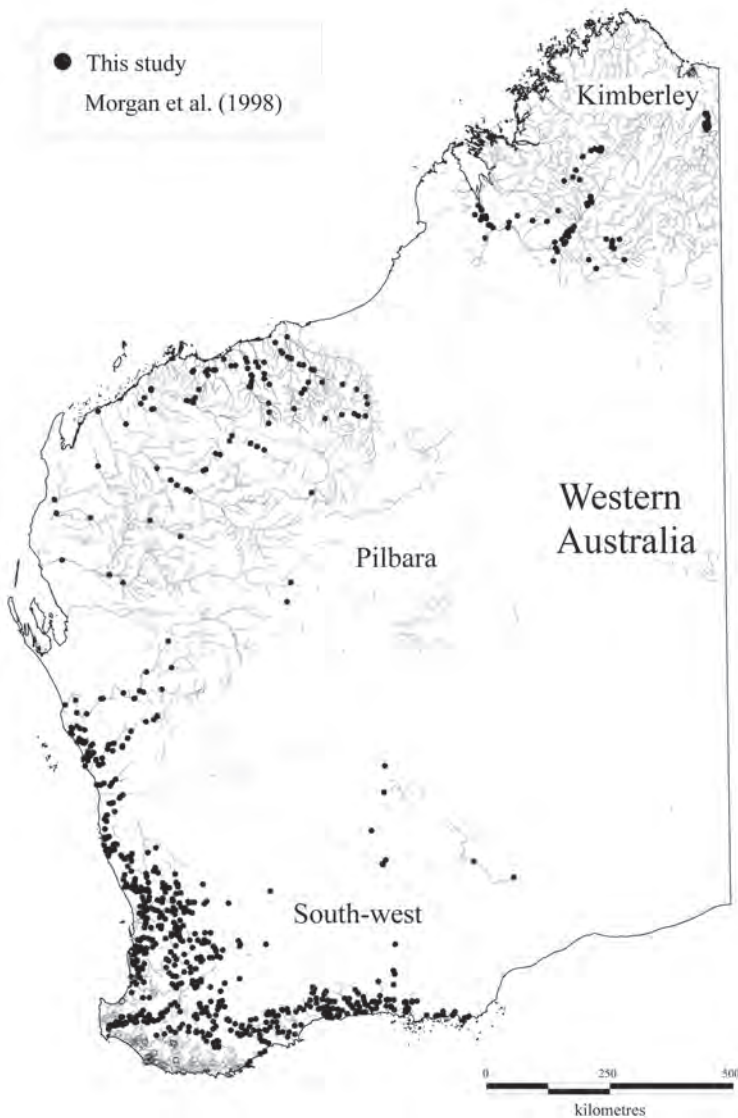 This study
Morgan et al. (1998)
Kimberley
Western
Australia
Pilbara
South-west
0 250 500
kilometres